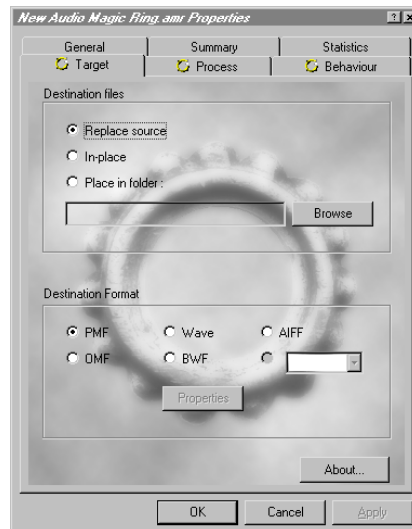 New Audio Magic Ring.amr Properties
General Summary Statistics
Target Process Behaviour
Destination files
Replace source
In-place
Place in folder :
Browse
Destination Format
PMF Wave AIFF
OMF BWF
Properties
About...
OK Cancel Apply